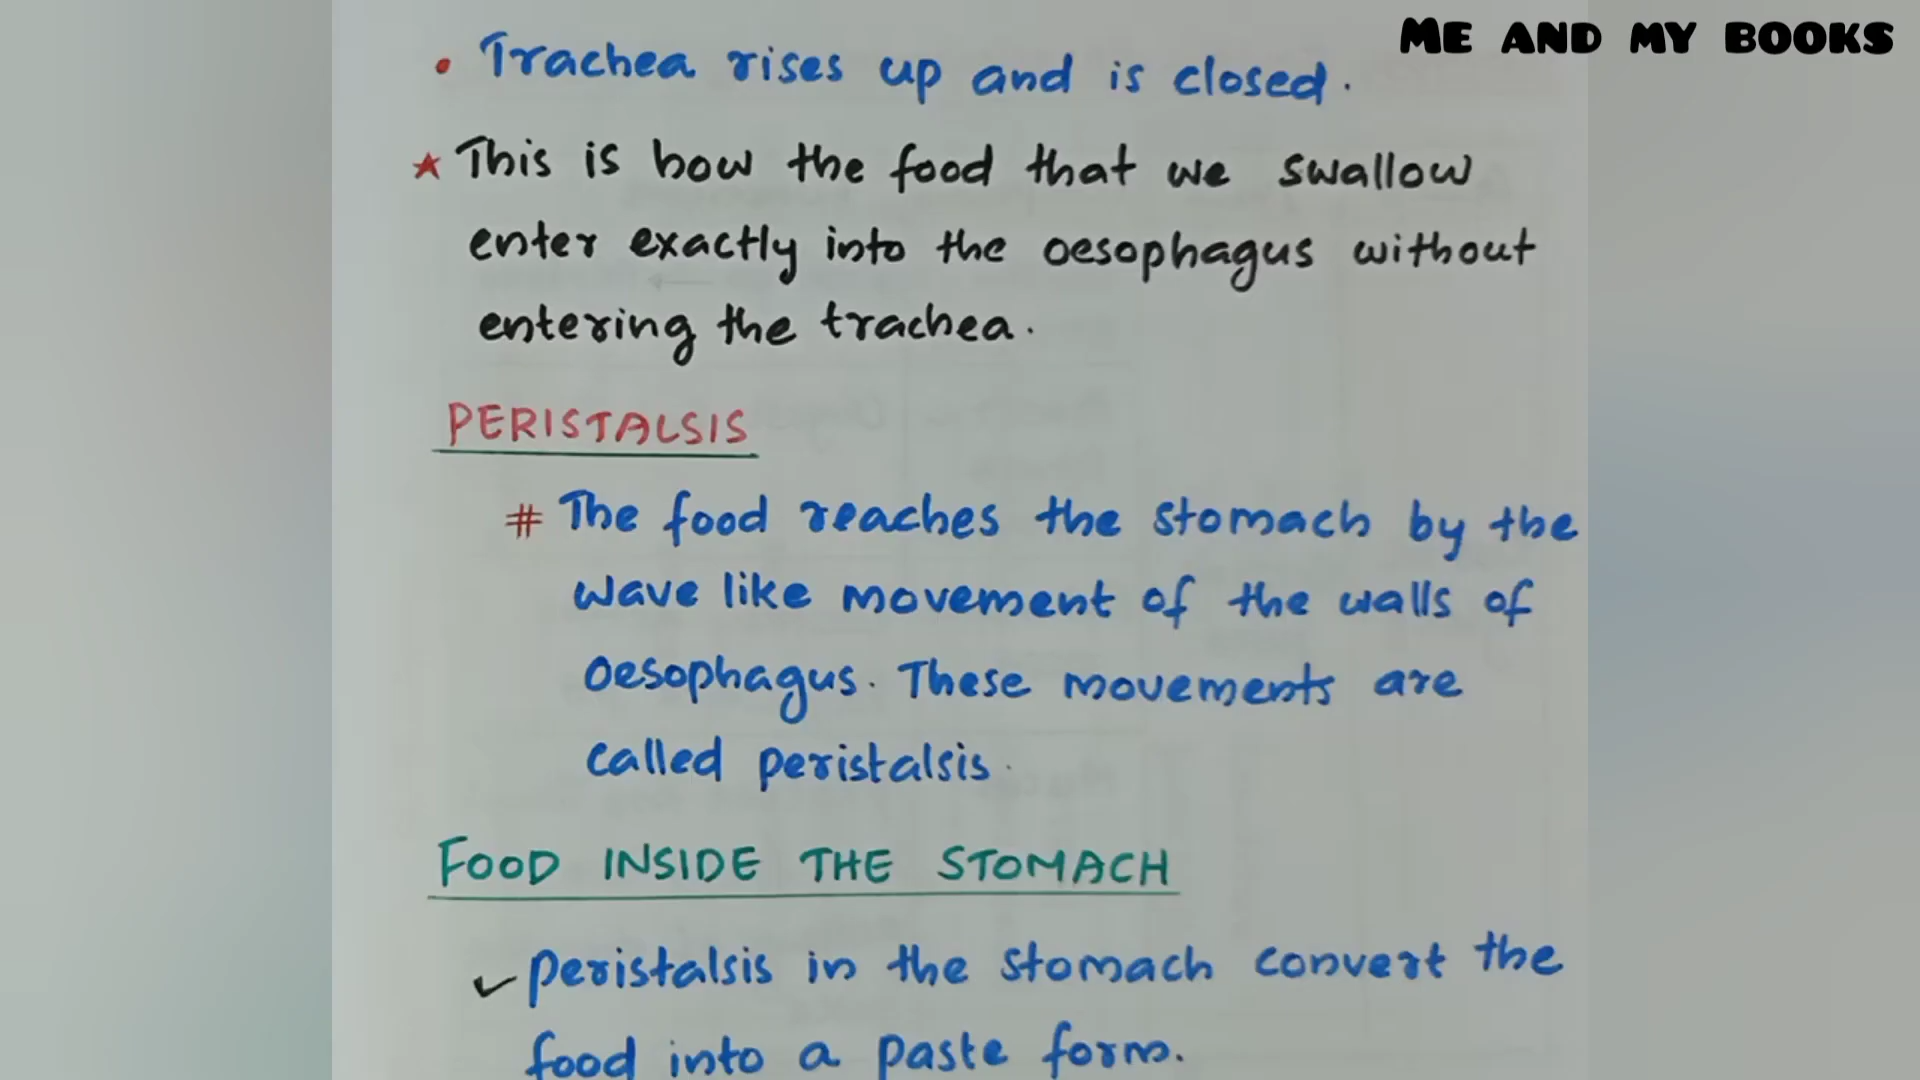 ME AND MY BOOKS
• Trachea rises up and is closed.
★ This is how the food that we swallow
enter exactly into the oesophagus without
entering the trachea.
PERISTALSIS
# The food reaches the stomach by the
wave like movement of the walls of
oesophagus. These movements are
called peristalsis.
FOOD INSIDE THE STOMACH
✓ Peristalsis in the stomach convert the
food into a paste form.